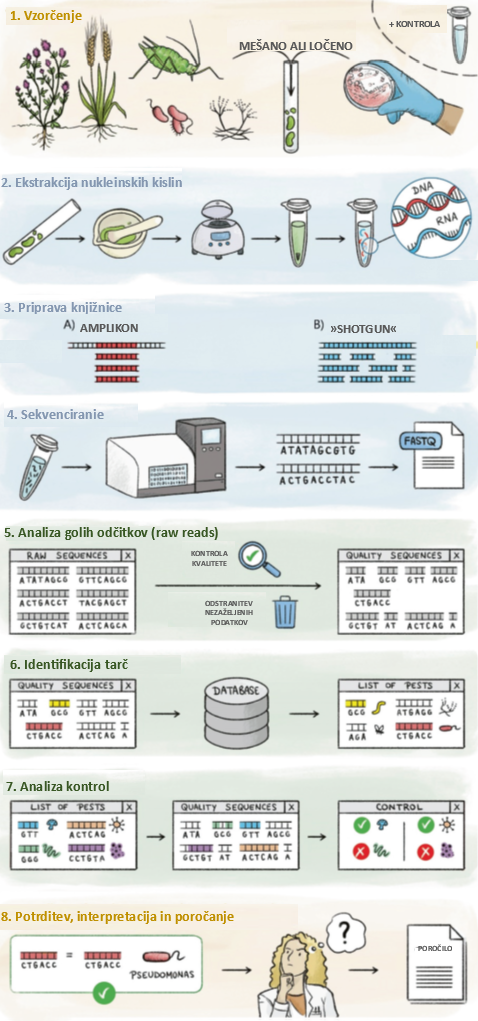 1. Vzorčenje
+ KONTROLA
MEŠANO ALI LOČENO
2. Ekstrakcija nukleinskih kislin
DNA
RNA
3. Priprava knjižnice
A) AMPLIKON
B) »SHOTGUN«
4. Sekvenciranje
ATATAGCGTG
ACTGACCTAC
FASTQ
5. Analiza golih odčitkov (raw reads)
RAW SEQUENCES X
ATATAGCG GTTCAGCG
ACTGACCT TACGAGCT
GCTGTCAT ACTCAGCA
KONTROLA
KVALITETE
ODSTRANITEV
NEZAŽELJENIH
PODATKOV
QUALITY SEQUENCES X
ATA GCG GTT AGCG
CTGACC
GCTGT AT ACTCAG A
6. Identifikacija tarč
QUALITY SEQUENCES X
ATA GCG GTT AGCG
CTGACC ACTCAG A
DATABASE
LIST OF PESTS X
GCG ATGAGG
AGA CTGACC
7. Analiza kontrol
LIST OF PESTS X
GTT ACTCAG
GGG CCTGTA
QUALITY SEQUENCES X
ATA GCG GTT AGCG
GCTGT AT ACTCAG A
CONTROL X
8. Potrditev, interpretacija in poročanje
CTGACC = CTGACC PSEUDOMONAS
?
POROČILO